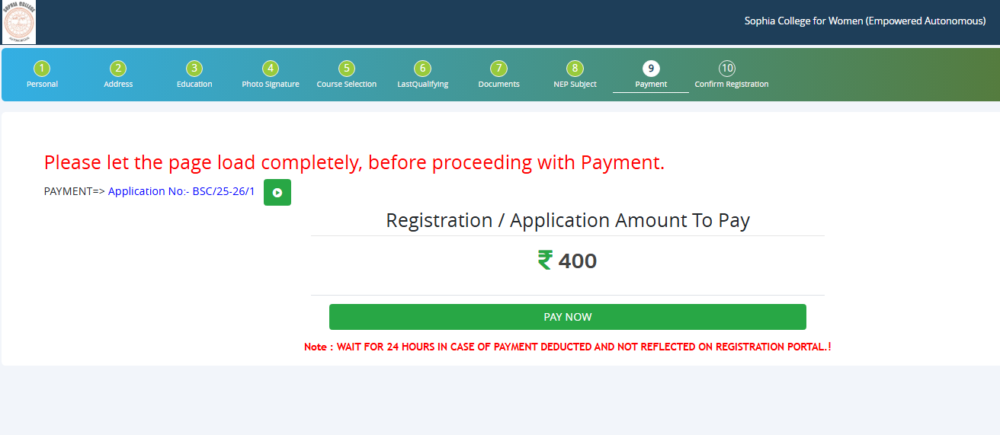 SOPHIA COLLEGE
AUTONOMOUS
Sophia College for Women (Empowered Autonomous)
1 2 3 4 5 6 7 8 9 10
Personal Address Education Photo Signature Course Selection LastQualifying Documents NEP Subject Payment Confirm Registration
Please let the page load completely, before proceeding with Payment.
PAYMENT=> Application No:- BSC/25-26/1
Registration / Application Amount To Pay
₹ 400
PAY NOW
Note : WAIT FOR 24 HOURS IN CASE OF PAYMENT DEDUCTED AND NOT REFLECTED ON REGISTRATION PORTAL.!